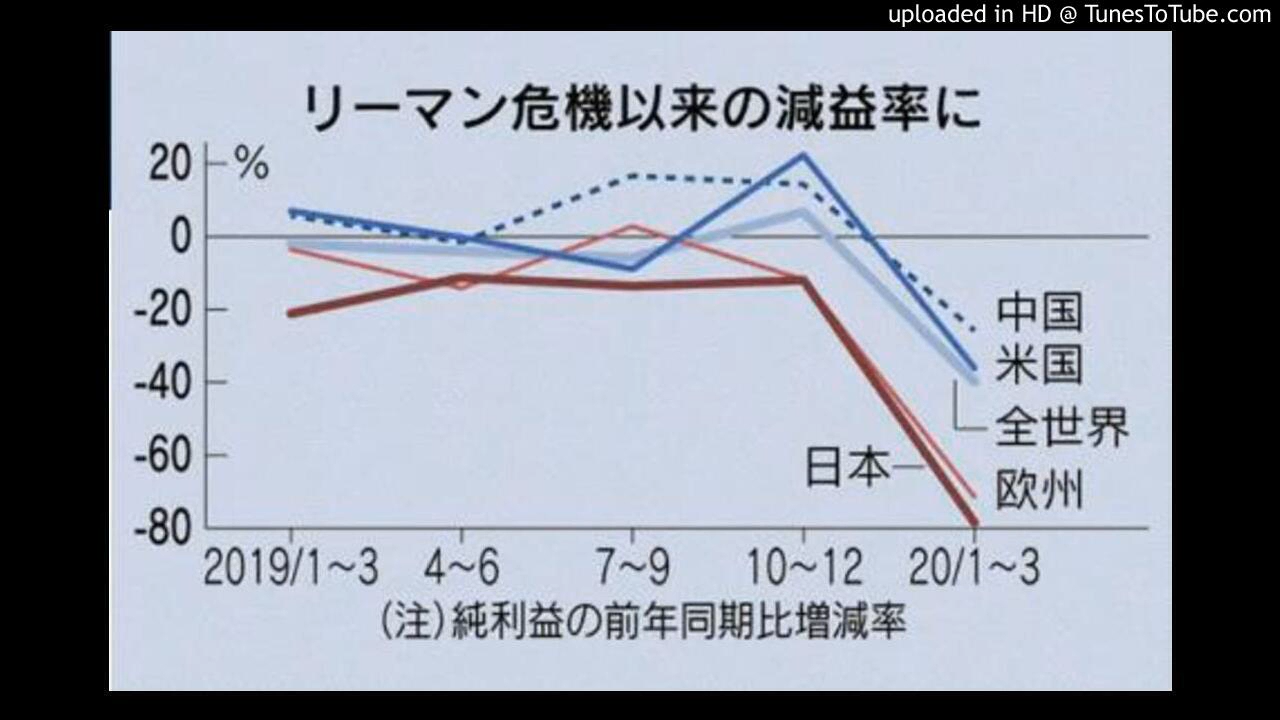 uploaded in HD @ TunesToTube.com
リーマン危機以来の減益率に
20 %
0
-20
-40
-60
-80
中国
米国
全世界
日本
欧州
2019/1~3 4~6 7~9 10~12 20/1~3
(注)純利益の前年同期比増減率